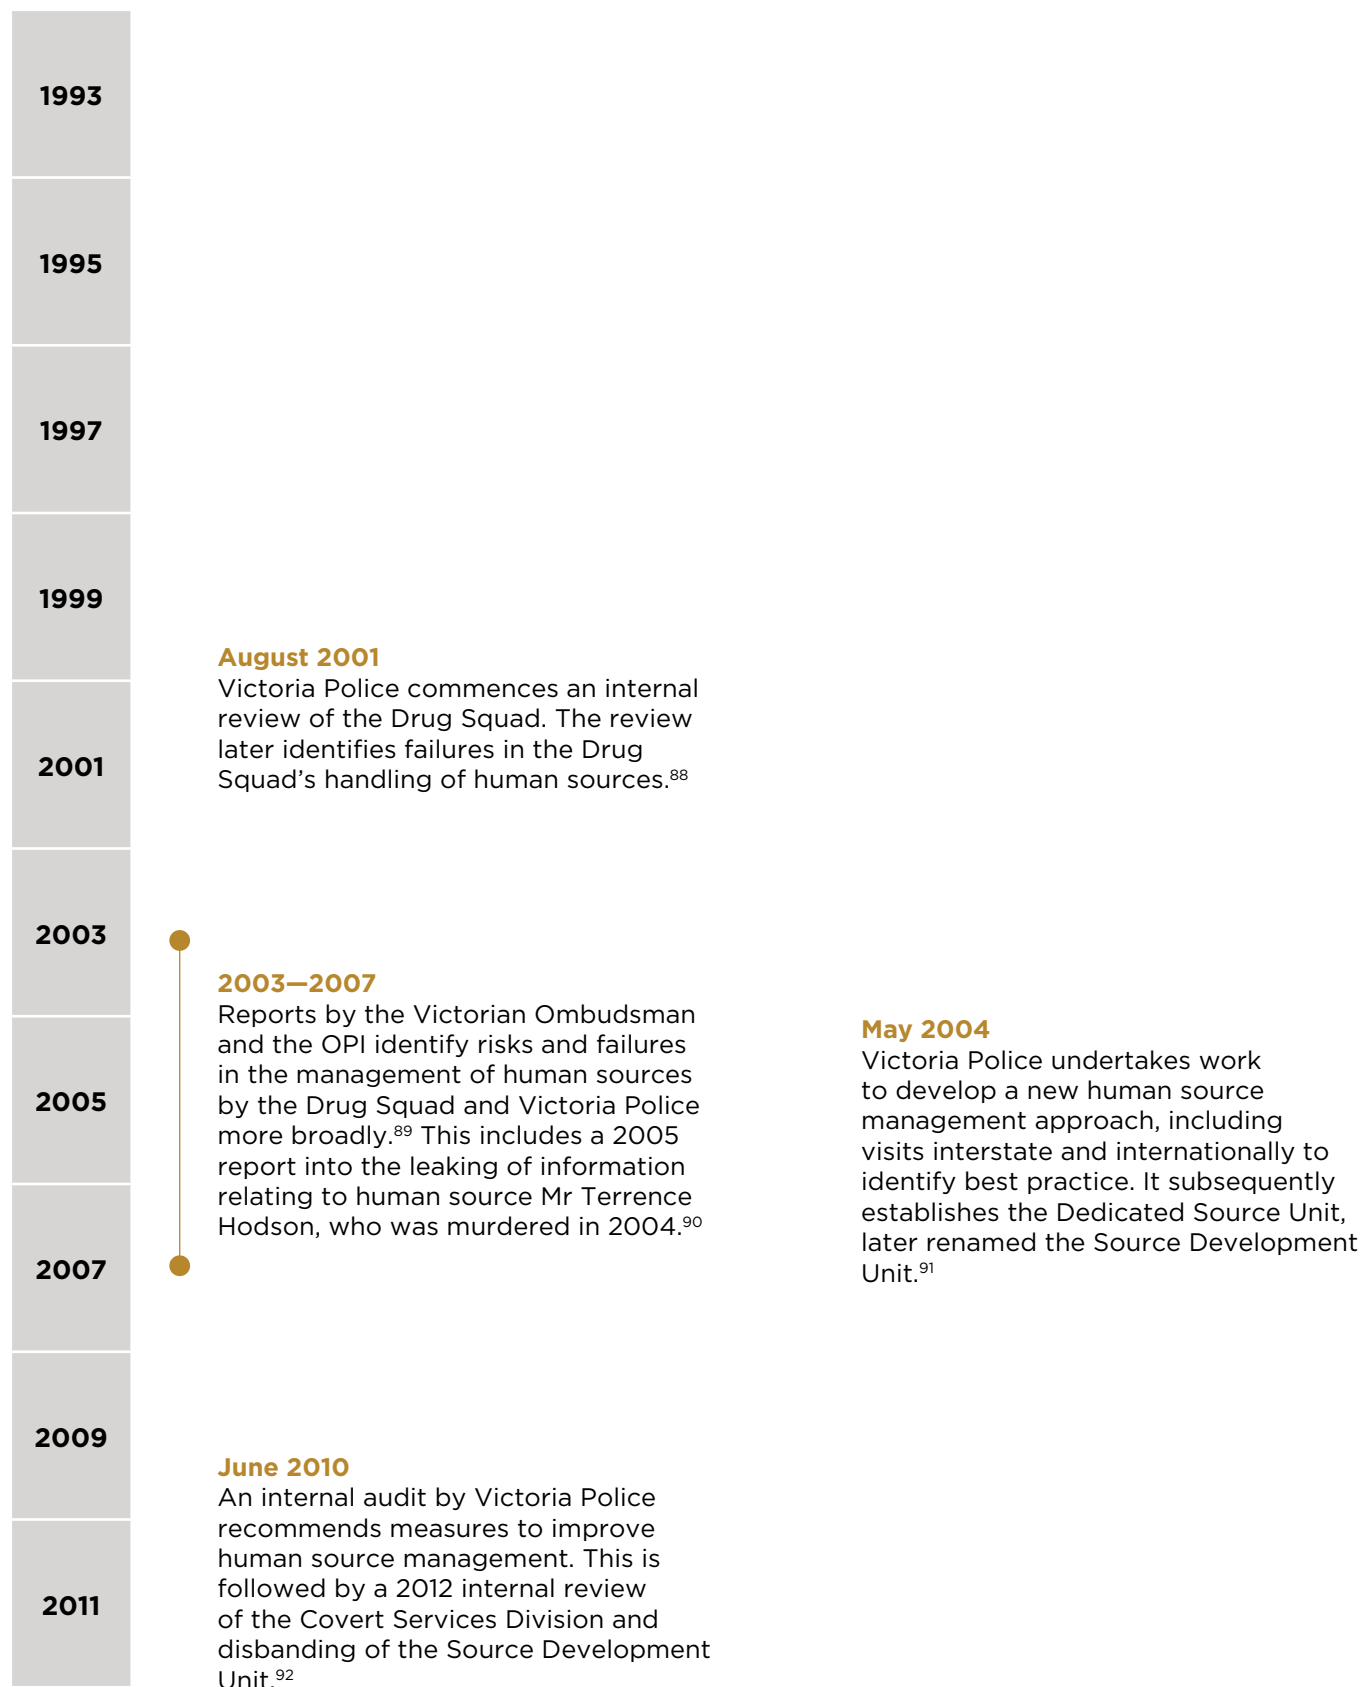 1993
1995
1997
1999
August 2001
Victoria Police commences an internal
review of the Drug Squad. The review
later identifies failures in the Drug
Squad’s handling of human sources.88
2001
2003
2003—2007
Reports by the Victorian Ombudsman
and the OPI identify risks and failures
in the management of human sources
by the Drug Squad and Victoria Police
more broadly.89 This includes a 2005
report into the leaking of information
relating to human source Mr Terrence
Hodson, who was murdered in 2004.90
May 2004
Victoria Police undertakes work
to develop a new human source
management approach, including
visits interstate and internationally to
identify best practice. It subsequently
establishes the Dedicated Source Unit,
later renamed the Source Development
Unit.91
2005
2007
2009
June 2010
An internal audit by Victoria Police
recommends measures to improve
human source management. This is
followed by a 2012 internal review
of the Covert Services Division and
disbanding of the Source Development
Unit.92
2011